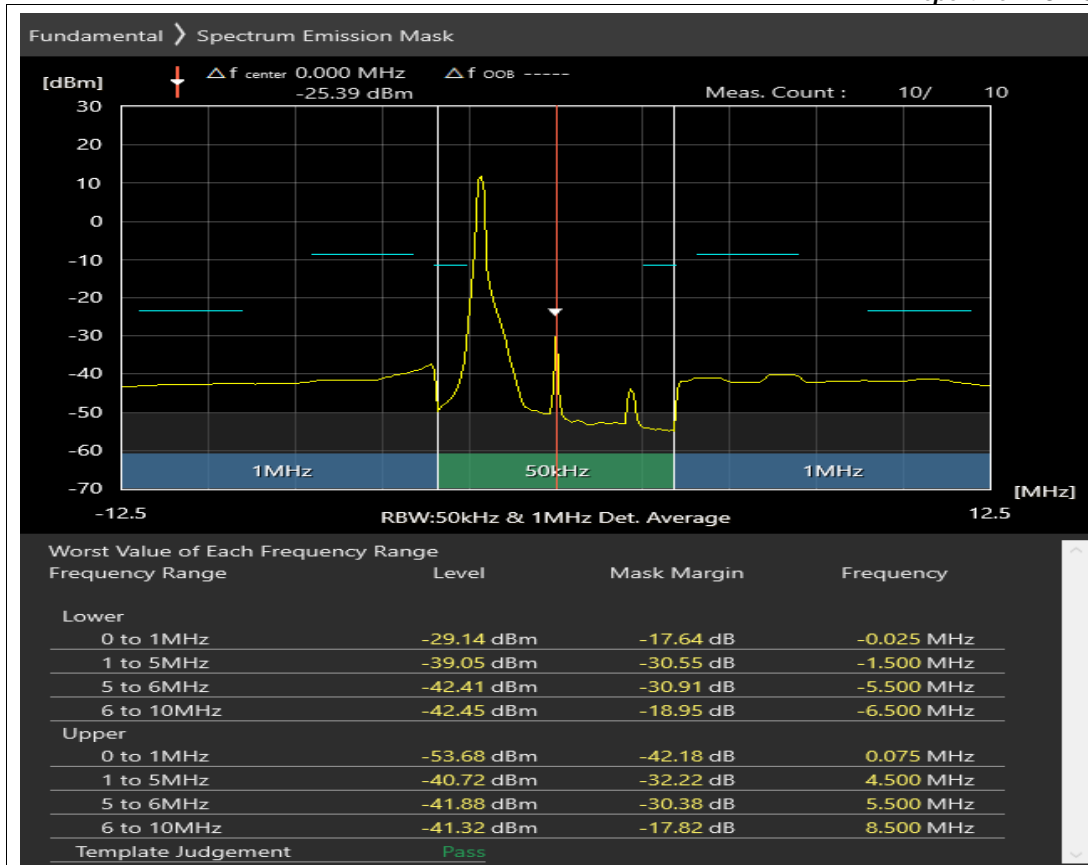 Fundamental ❯ Spectrum Emission Mask
[dBm] △f center 0.000 MHz △f OOB -----
-25.39 dBm Meas. Count : 10/ 10
30
20
10
0
-10
-20
-30
-40
-50
-60
1MHz 50kHz 1MHz
-70
[MHz]
-12.5 RBW:50kHz & 1MHz Det. Average 12.5
Worst Value of Each Frequency Range
Frequency Range Level Mask Margin Frequency
Lower
0 to 1MHz -29.14 dBm -17.64 dB -0.025 MHz
1 to 5MHz -39.05 dBm -30.55 dB -1.500 MHz
5 to 6MHz -42.41 dBm -30.91 dB -5.500 MHz
6 to 10MHz -42.45 dBm -18.95 dB -6.500 MHz
Upper
0 to 1MHz -53.68 dBm -42.18 dB 0.075 MHz
1 to 5MHz -40.72 dBm -32.22 dB 4.500 MHz
5 to 6MHz -41.88 dBm -30.38 dB 5.500 MHz
6 to 10MHz -41.32 dBm -17.82 dB 8.500 MHz
Template Judgement Pass